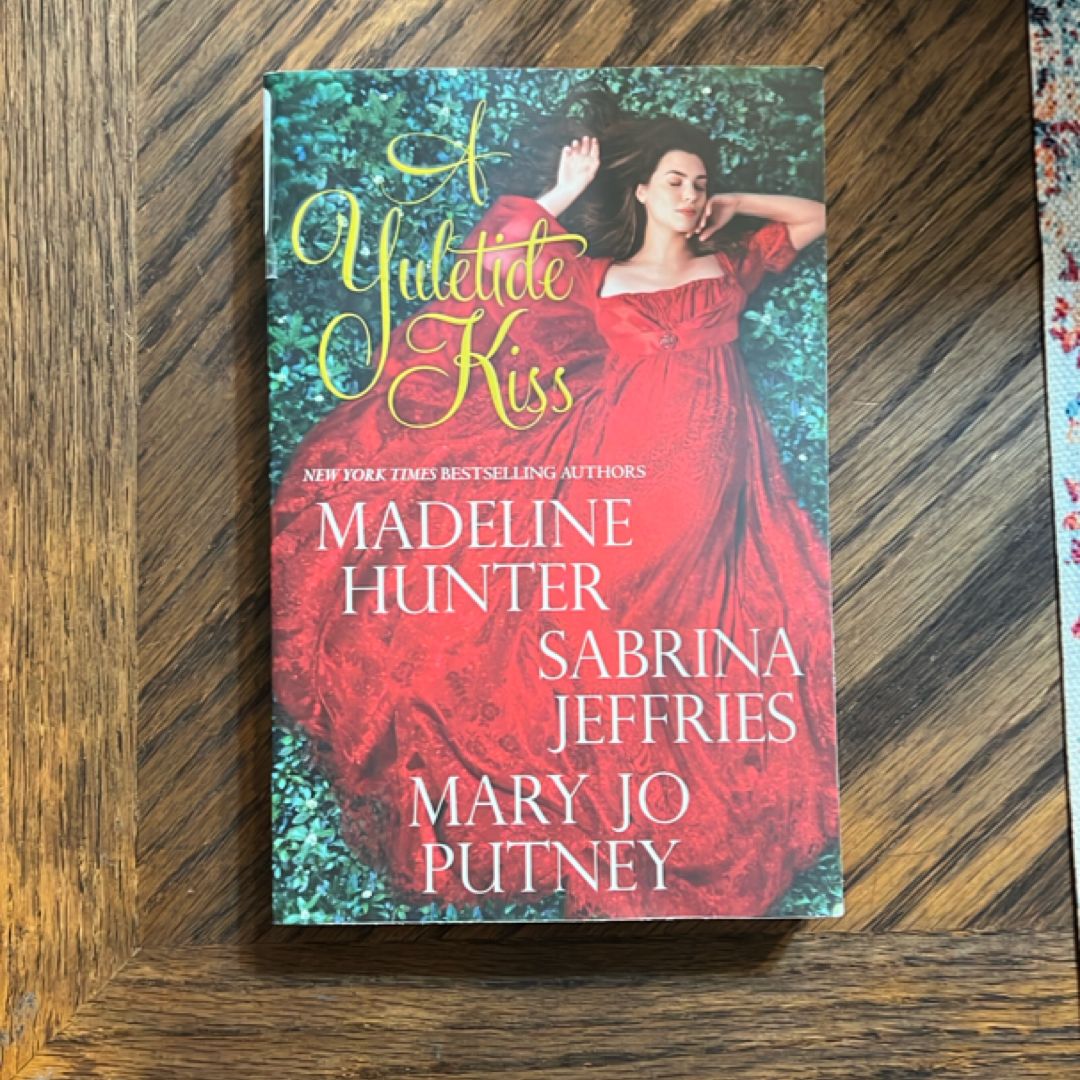 A
Yuletide
Kiss
NEW YORK TIMES BESTSELLING AUTHORS
MADELINE
HUNTER
SABRINA
JEFFRIES
MARY JO
PUTNEY